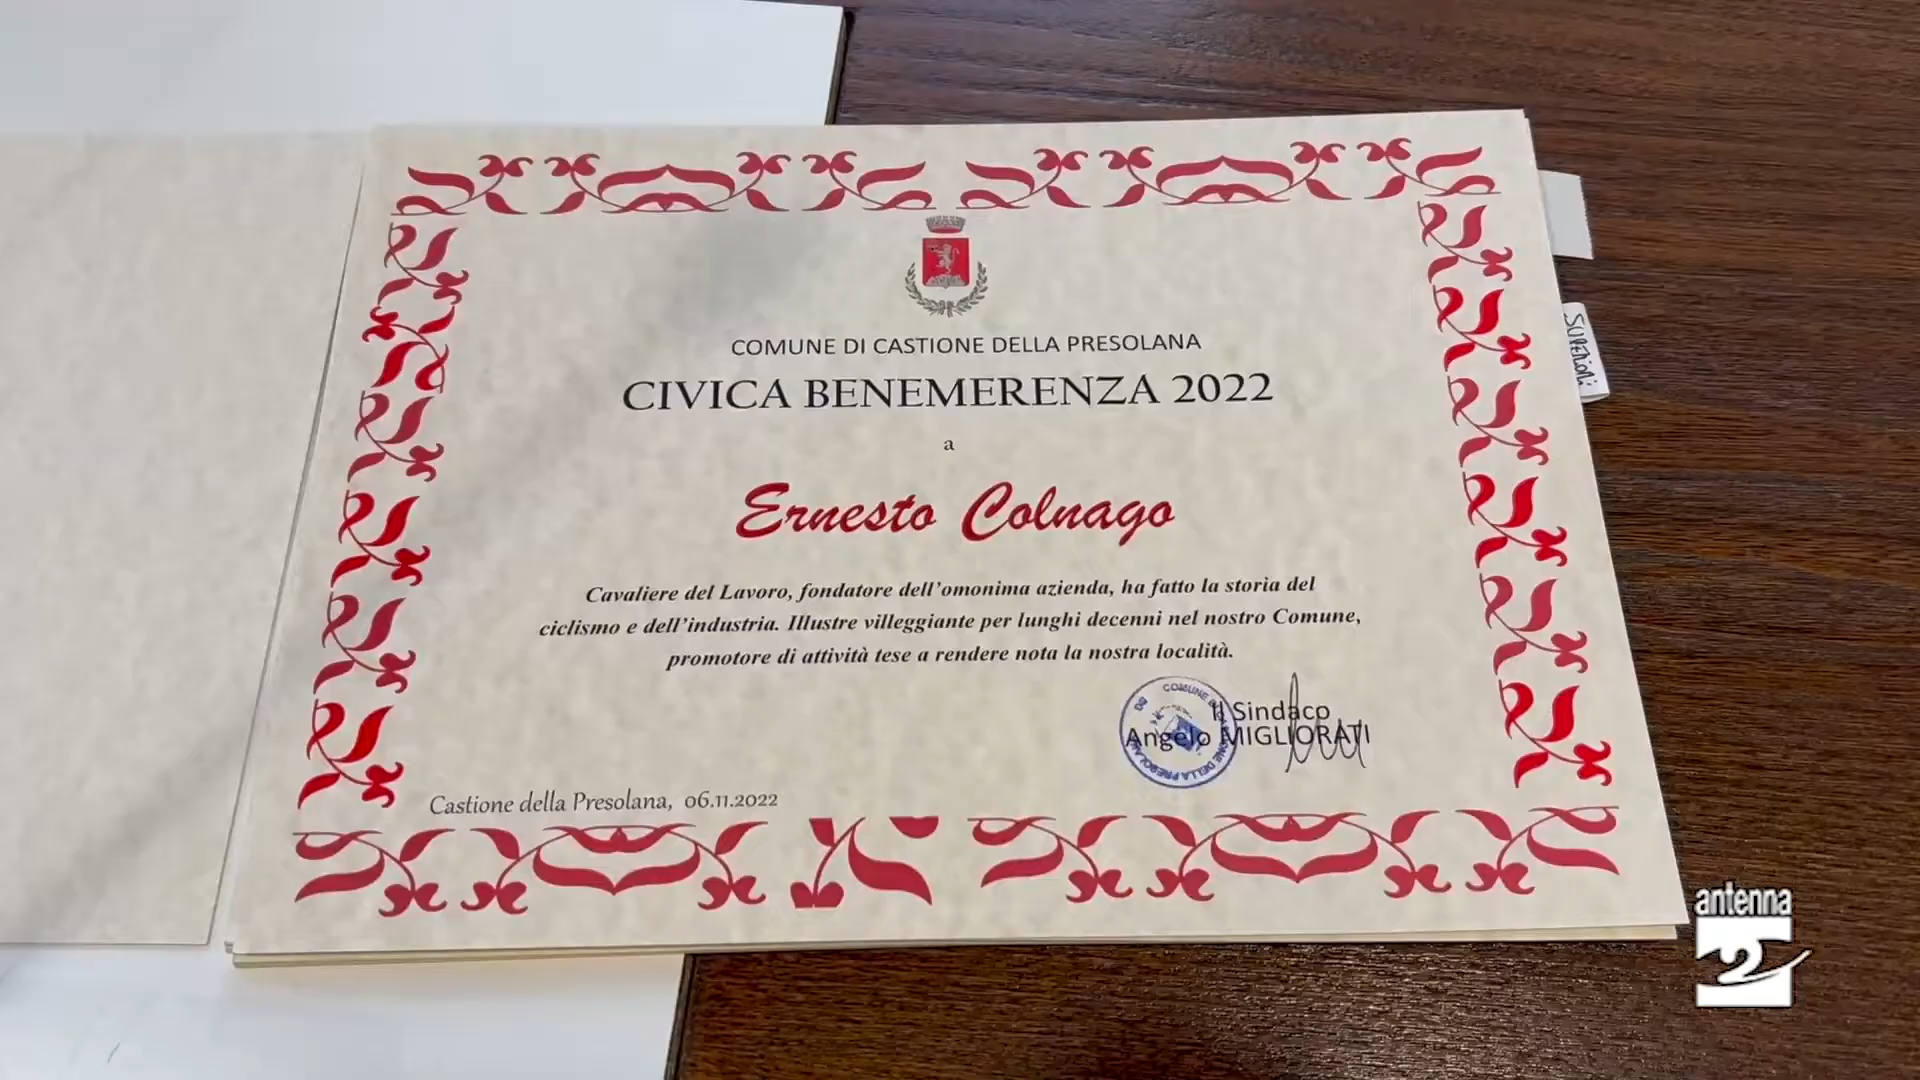 COMUNE DI CASTIONE DELLA PRESOLANA
CIVICA BENEMERENZA 2022
a
Ernesto Colnago
Cavaliere del Lavoro, fondatore dell'omonima azienda, ha fatto la storia del
ciclismo e dell'industria. Illustre villeggiante per lunghi decenni nel nostro Comune,
promotore di attività tese a rendere nota la nostra località.
Il Sindaco
Angelo MIGLIORATI
Castione della Presolana, 06.11.2022
COMUNE DELLA
antenna
2